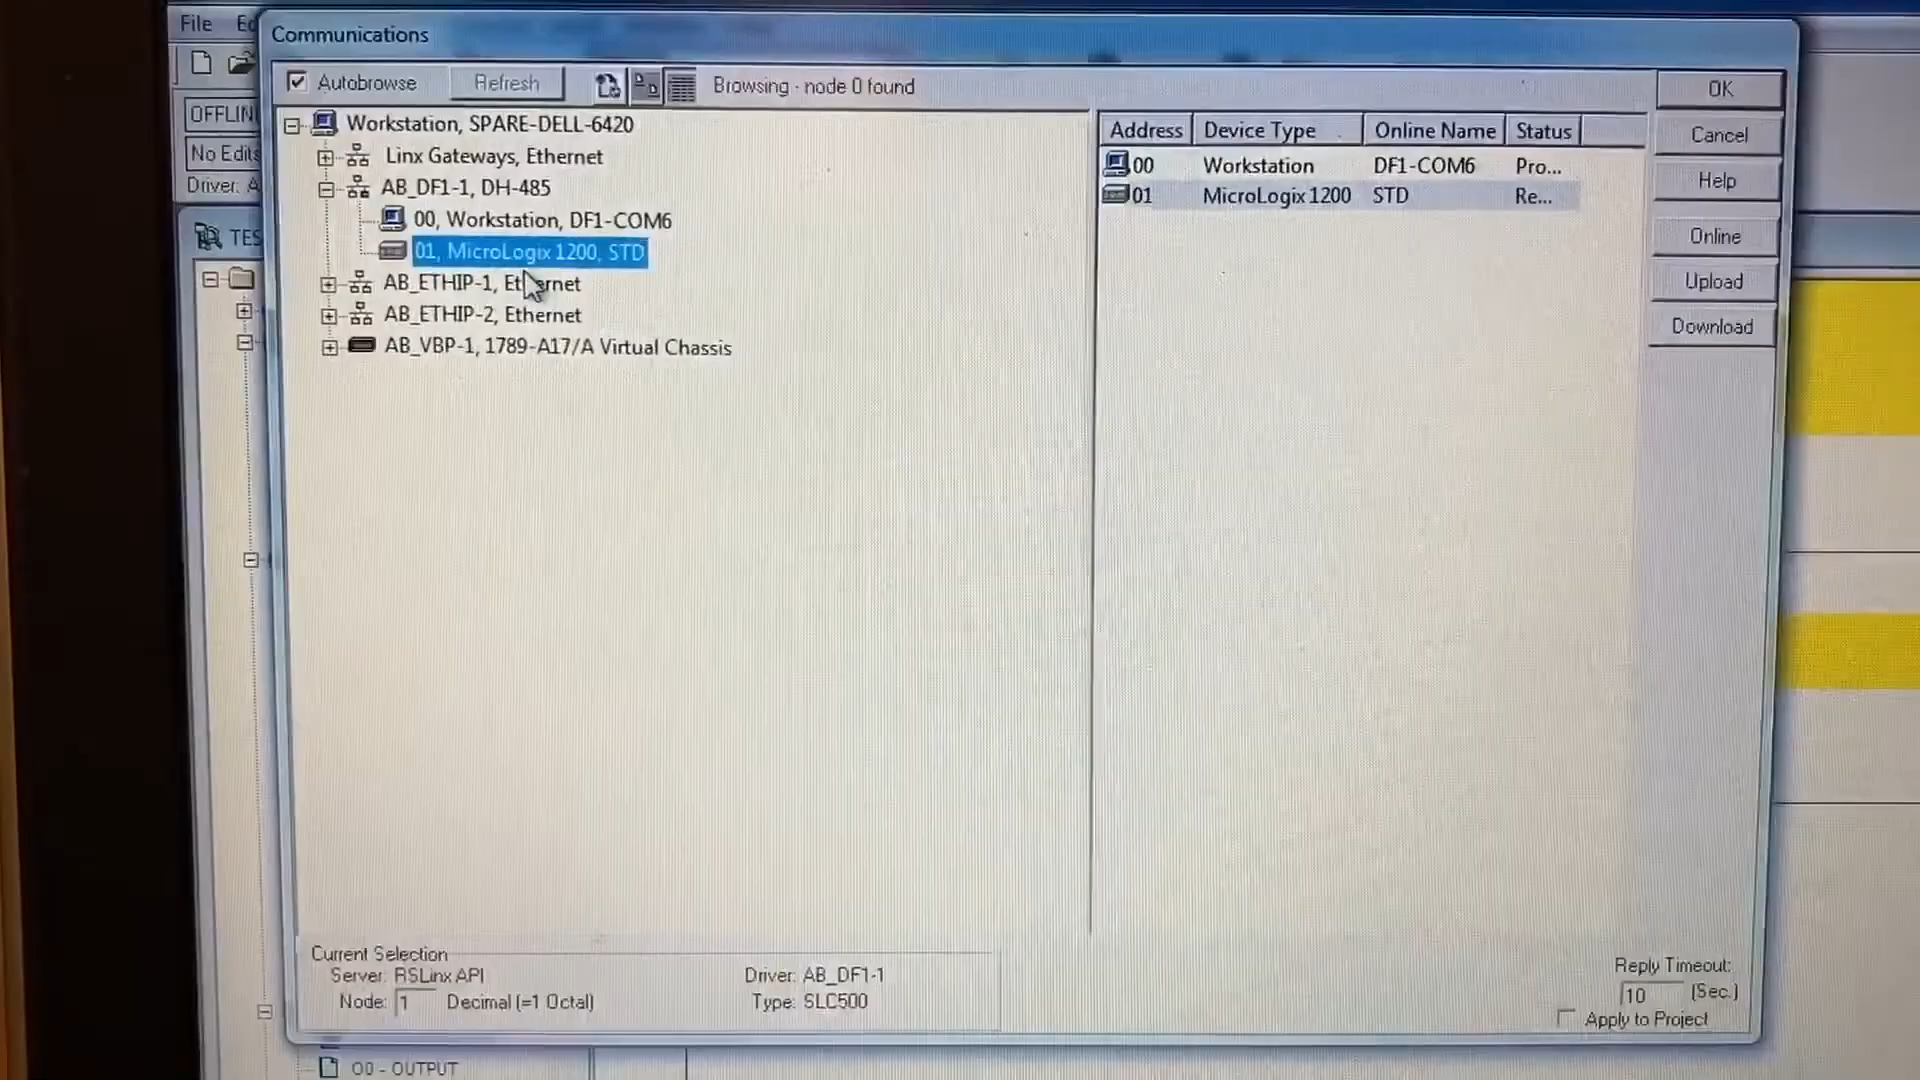 Communications
File
Autobrowse
Refresh
Browsing - node 0 found
Workstation, SPARE-DELL-6420
Linx Gateways, Ethernet
AB_DF1-1, DH-485
00, Workstation, DF1-COM6
01, MicroLogix 1200, STD
AB_ETHIP-1, Ethernet
AB_ETHIP-2, Ethernet
AB_VBP-1, 1789-A17/A Virtual Chassis
Address Device Type Online Name Status
00 Workstation DF1-COM6 Pro...
01 MicroLogix 1200 STD Re...
OK
Cancel
Help
Online
Upload
Download
OFFLIN
No Edits
Driver: A
TES
Current Selection
Server: RSLinx API
Driver: AB_DF1-1
Node: 1 Decimal (=1 Octal)
Type: SLC500
Reply Timeout:
10 (Sec.)
Apply to Project
O0 - OUTPUT